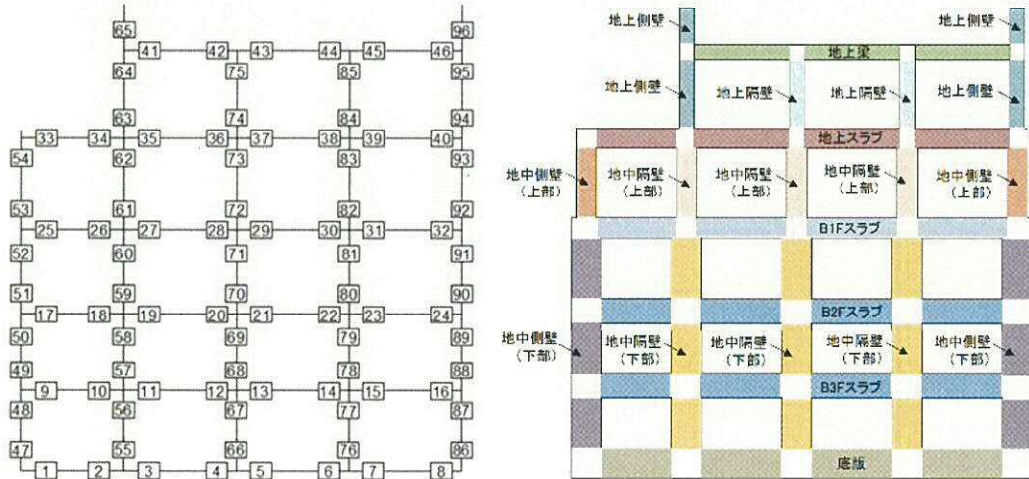 65 96
41 42 43 44 45 46
64 75 85 95
63 74 84 94
33 34 35 36 37 38 39 40
54 62 73 83 93
53 61 72 82 92
25 26 27 28 29 30 31 32
52 60 71 81 91
51 59 70 80 90
17 18 19 20 21 22 23 24
50 58 69 79 89
49 57 68 78 88
9 10 11 12 13 14 15 16
48 56 67 77 87
47 55 66 76 86
1 2 3 4 5 6 7 8
地上側壁 地上側壁
地上梁
地上側壁 地上隔壁 地上隔壁 地上側壁
地上スラブ
地中側壁 地中隔壁 地中隔壁 地中隔壁 地中側壁
(上部) (上部) (上部) (上部) (上部)
B1Fスラブ
B2Fスラブ
地中側壁 地中隔壁 地中隔壁 地中隔壁 地中側壁
(下部) (下部) (下部) (下部) (下部)
B3Fスラブ
底版